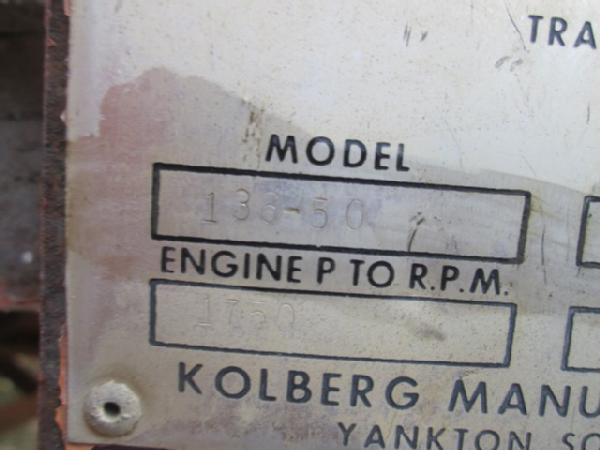 TRA
MODEL
136-50
ENGINE P TO R.P.M.
1750
KOLBERG MANU
YANKTON SO